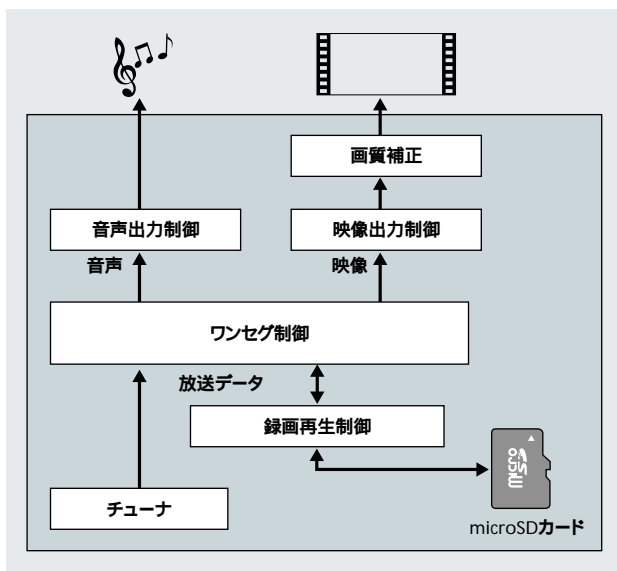 画質補正
音声出力制御
映像出力制御
音声
映像
ワンセグ制御
放送データ
録画再生制御
micro
SD
チューナ
microSDカード